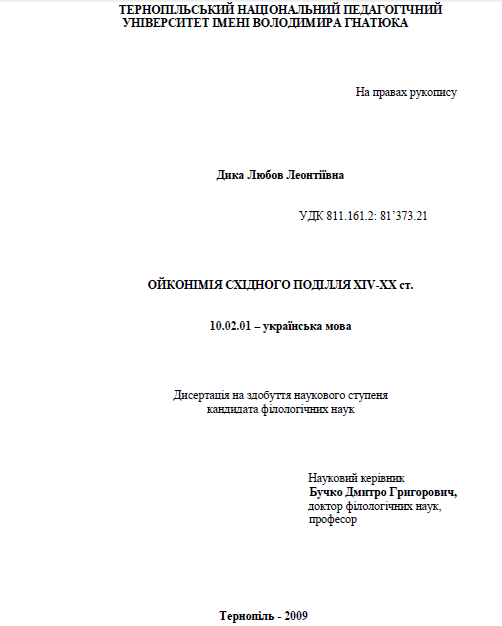 ТЕРНОПІЛЬСЬКИЙ НАЦІОНАЛЬНИЙ ПЕДАГОГІЧНИЙ
УНІВЕРСИТЕТ ІМЕНІ ВОЛОДИМИРА ГНАТЮКА
На правах рукопису
Дика Любов Леонтіївна
УДК 811.161.2: 81’373.21
ОЙКОНІМІЯ СХІДНОГО ПОДІЛЛЯ XIV-XX ст.
10.02.01 – українська мова
Дисертація на здобуття наукового ступеня
кандидата філологічних наук
Науковий керівник
Бучко Дмитро Григорович,
доктор філологічних наук,
професор
Тернопіль - 2009